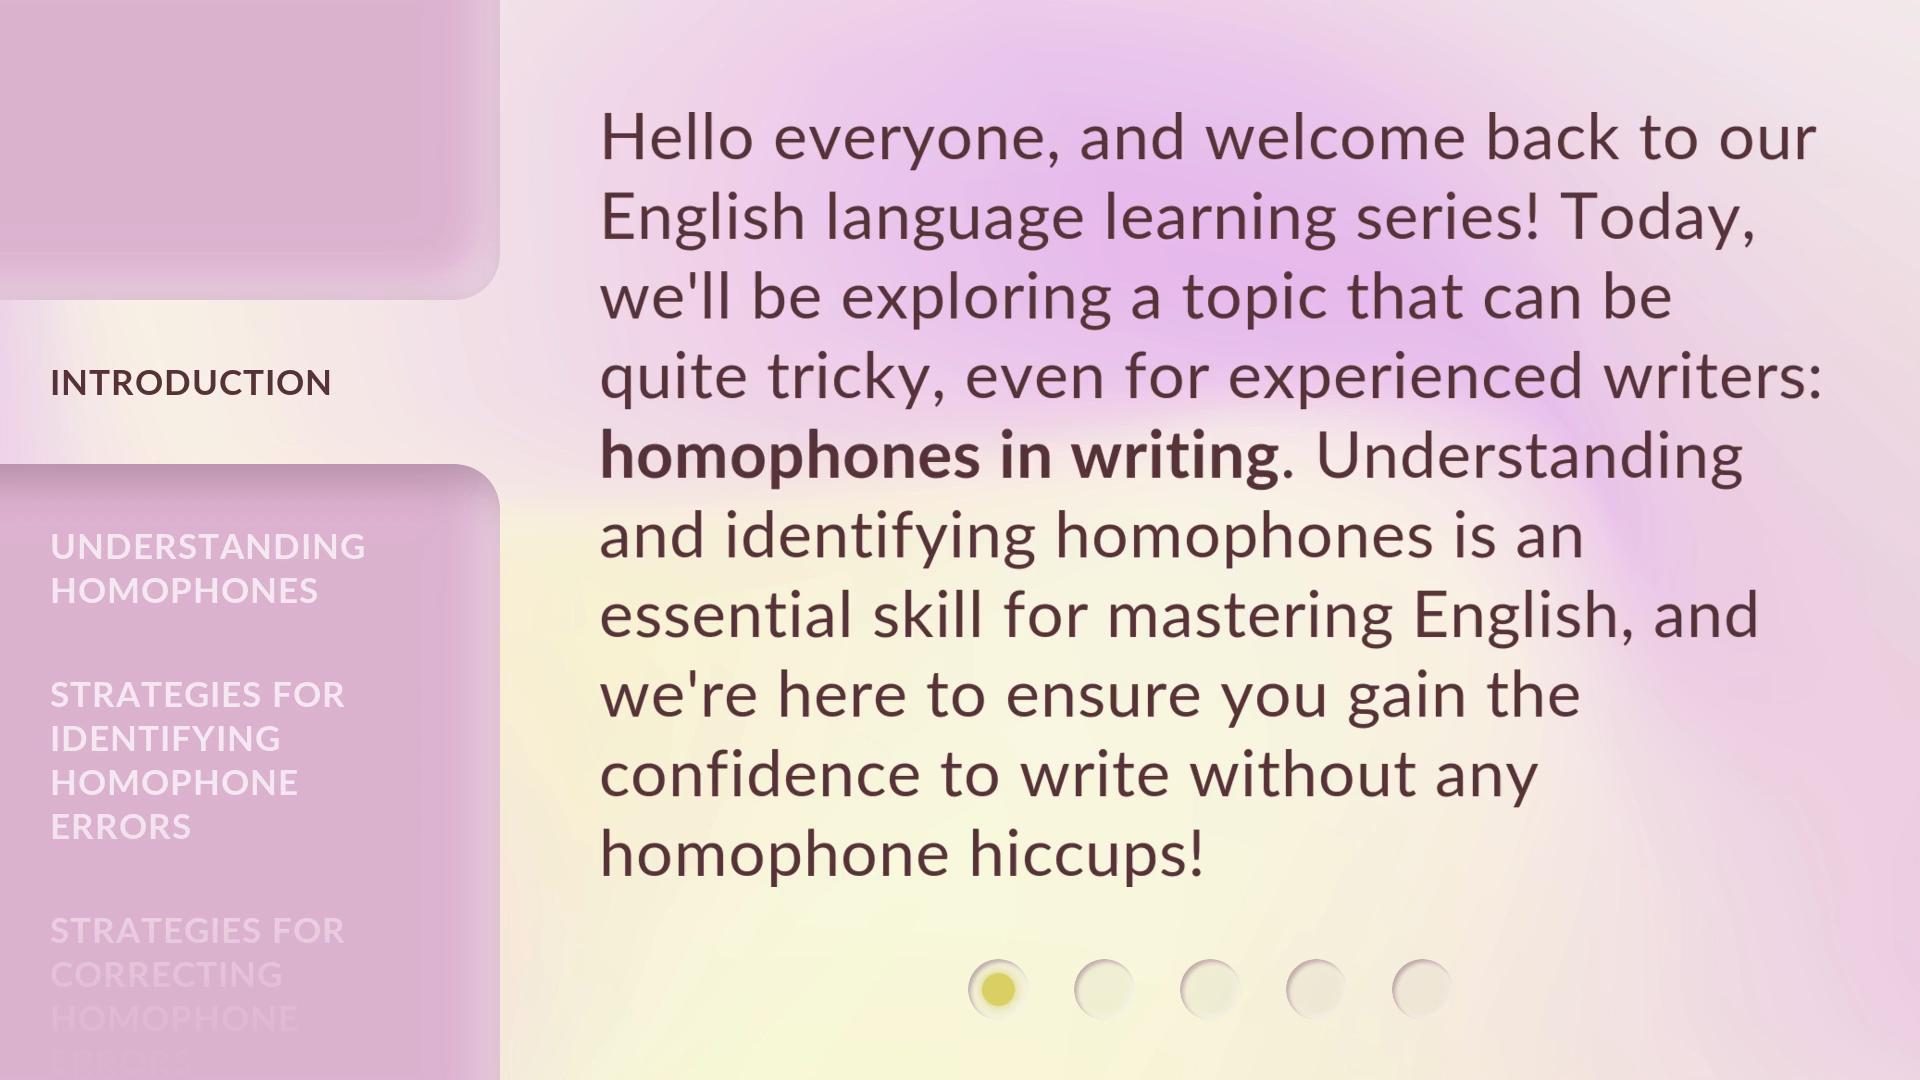 INTRODUCTION
UNDERSTANDING
HOMOPHONES
STRATEGIES FOR
IDENTIFYING
HOMOPHONE
ERRORS
STRATEGIES FOR
CORRECTING
HOMOPHONE
ERRORS
Hello everyone, and welcome back to our
English language learning series! Today,
we'll be exploring a topic that can be
quite tricky, even for experienced writers:
homophones in writing. Understanding
and identifying homophones is an
essential skill for mastering English, and
we're here to ensure you gain the
confidence to write without any
homophone hiccups!